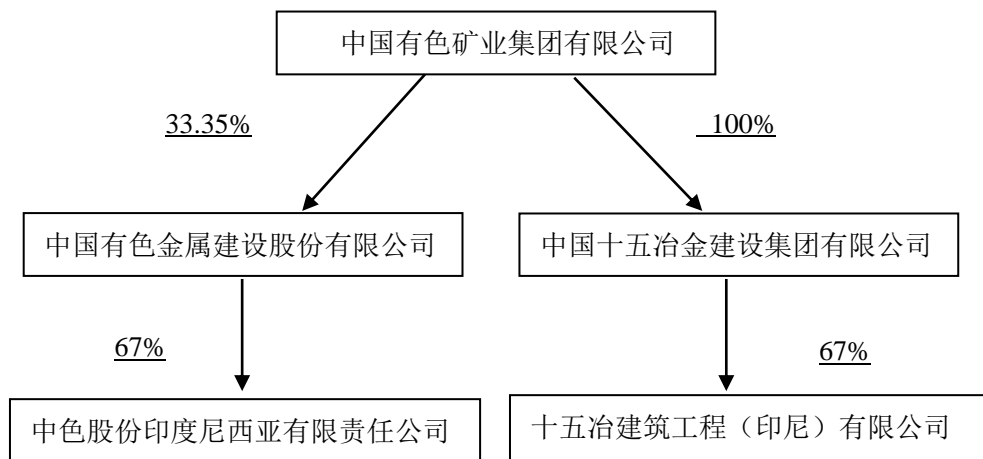 中国有色矿业集团有限公司
33.35%
100%
中国有色金属建设股份有限公司
中国十五冶金建设集团有限公司
67%
67%
中色股份印度尼西亚有限责任公司
十五冶建筑工程（印尼）有限公司